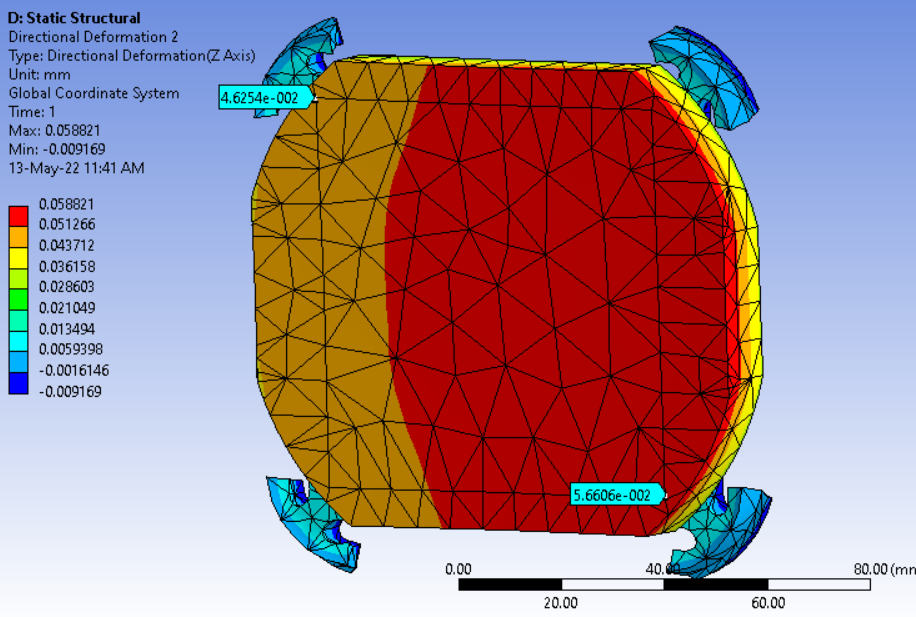 D: Static Structural
Directional Deformation 2
Type: Directional Deformation(Z Axis)
Unit: mm
Global Coordinate System
Time: 1
Max: 0.058821
Min: -0.009169
13-May-22 11:41 AM
4.6254e-002
0.058821
0.051266
0.043712
0.036158
0.028603
0.021049
0.013494
0.0059398
-0.0016146
-0.009169
5.6606e-002
0.00 40.00 80.00 (mm
20.00 60.00